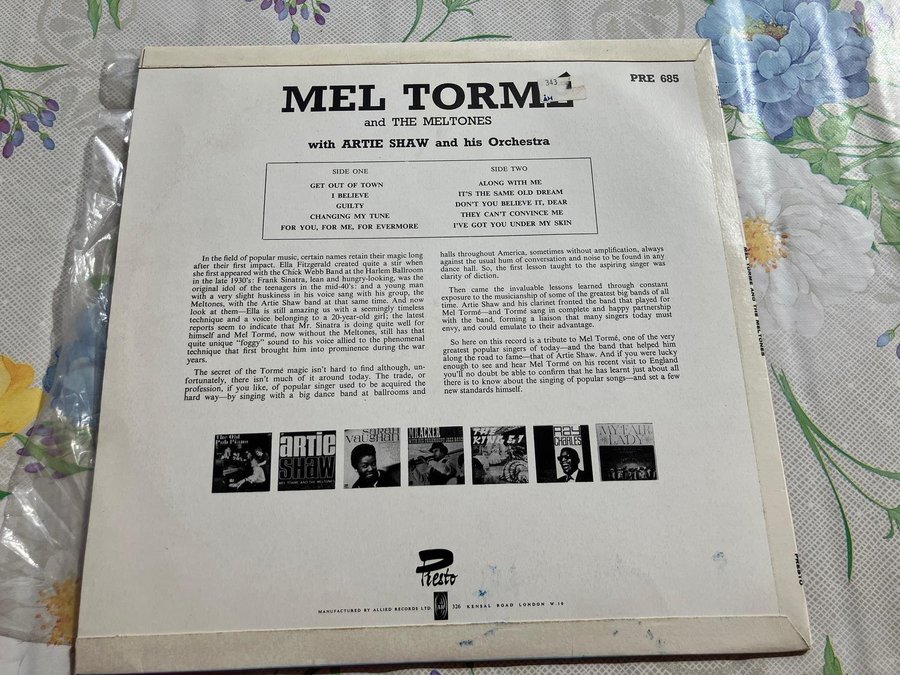 MEL TORMÉ
PRE 685
343
AM
and THE MELTONES
with ARTIE SHAW and his Orchestra
SIDE ONE
GET OUT OF TOWN
I BELIEVE
GUILTY
CHANGING MY TUNE
FOR YOU, FOR ME, FOR EVERMORE
SIDE TWO
ALONG WITH ME
IT'S THE SAME OLD DREAM
DON'T YOU BELIEVE IT, DEAR
THEY CAN'T CONVINCE ME
I'VE GOT YOU UNDER MY SKIN
In the field of popular music, certain names retain their magic long
after their first impact. Ella Fitzgerald created quite a stir when
she first appeared with the Chick Webb Band at the Harlem Ballroom
in the late 1930's: Frank Sinatra, lean and hungry-looking, was the
original idol of the teenagers in the mid-40's: and a young man
with a very slight huskiness in his voice sang with his group, the
Meltones, with the Artie Shaw band at that same time. And now
look at them—Ella is still amazing us with a seemingly timeless
technique and a voice belonging to a 20-year-old girl; the latest
reports seem to indicate that Mr. Sinatra is doing quite well for
himself and Mel Tormé, now without the Meltones, still has that
quite unique "foggy" sound to his voice allied to the phenomenal
technique that first brought him into prominence during the war
years.
The secret of the Tormé magic isn't hard to find although, un-
fortunately, there isn't much of it around today. The trade, or
profession, if you like, of popular singer used to be acquired the
hard way—by singing with a big dance band at ballrooms and
halls throughout America, sometimes without amplification, always
against the usual hum of conversation and noise to be found in any
dance hall. So, the first lesson taught to the aspiring singer was
clarity of diction.
Then came the invaluable lessons learned through constant
exposure to the musicianship of some of the greatest big bands of all
time. Artie Shaw and his clarinet fronted the band that played for
Mel Tormé—and Tormé sang in complete and happy partnership
with the band, forming a liaison that many singers today must
envy, and could emulate to their advantage.
So here on this record is a tribute to Mel Tormé, one of the very
greatest popular singers of today—and the band that helped him
along the road to fame—that of Artie Shaw. And if you were lucky
enough to see and hear Mel Tormé on his recent visit to England
you'll no doubt be able to confirm that he has learnt just about all
there is to know about the singing of popular songs—and set a few
new standards himself.
The Old
Pub Piano
artie
SHAW
MEL TORME AND THE MELTONES
SARAH
VAUGHAN
THE
KING & I
RAY
CHARLES
MY FAIR
LADY
Presto
MANUFACTURED BY ALLIED RECORDS LTD.
326 KENSAL ROAD LONDON W.10
MEL TORME AND THE MELTONES
PRESTO